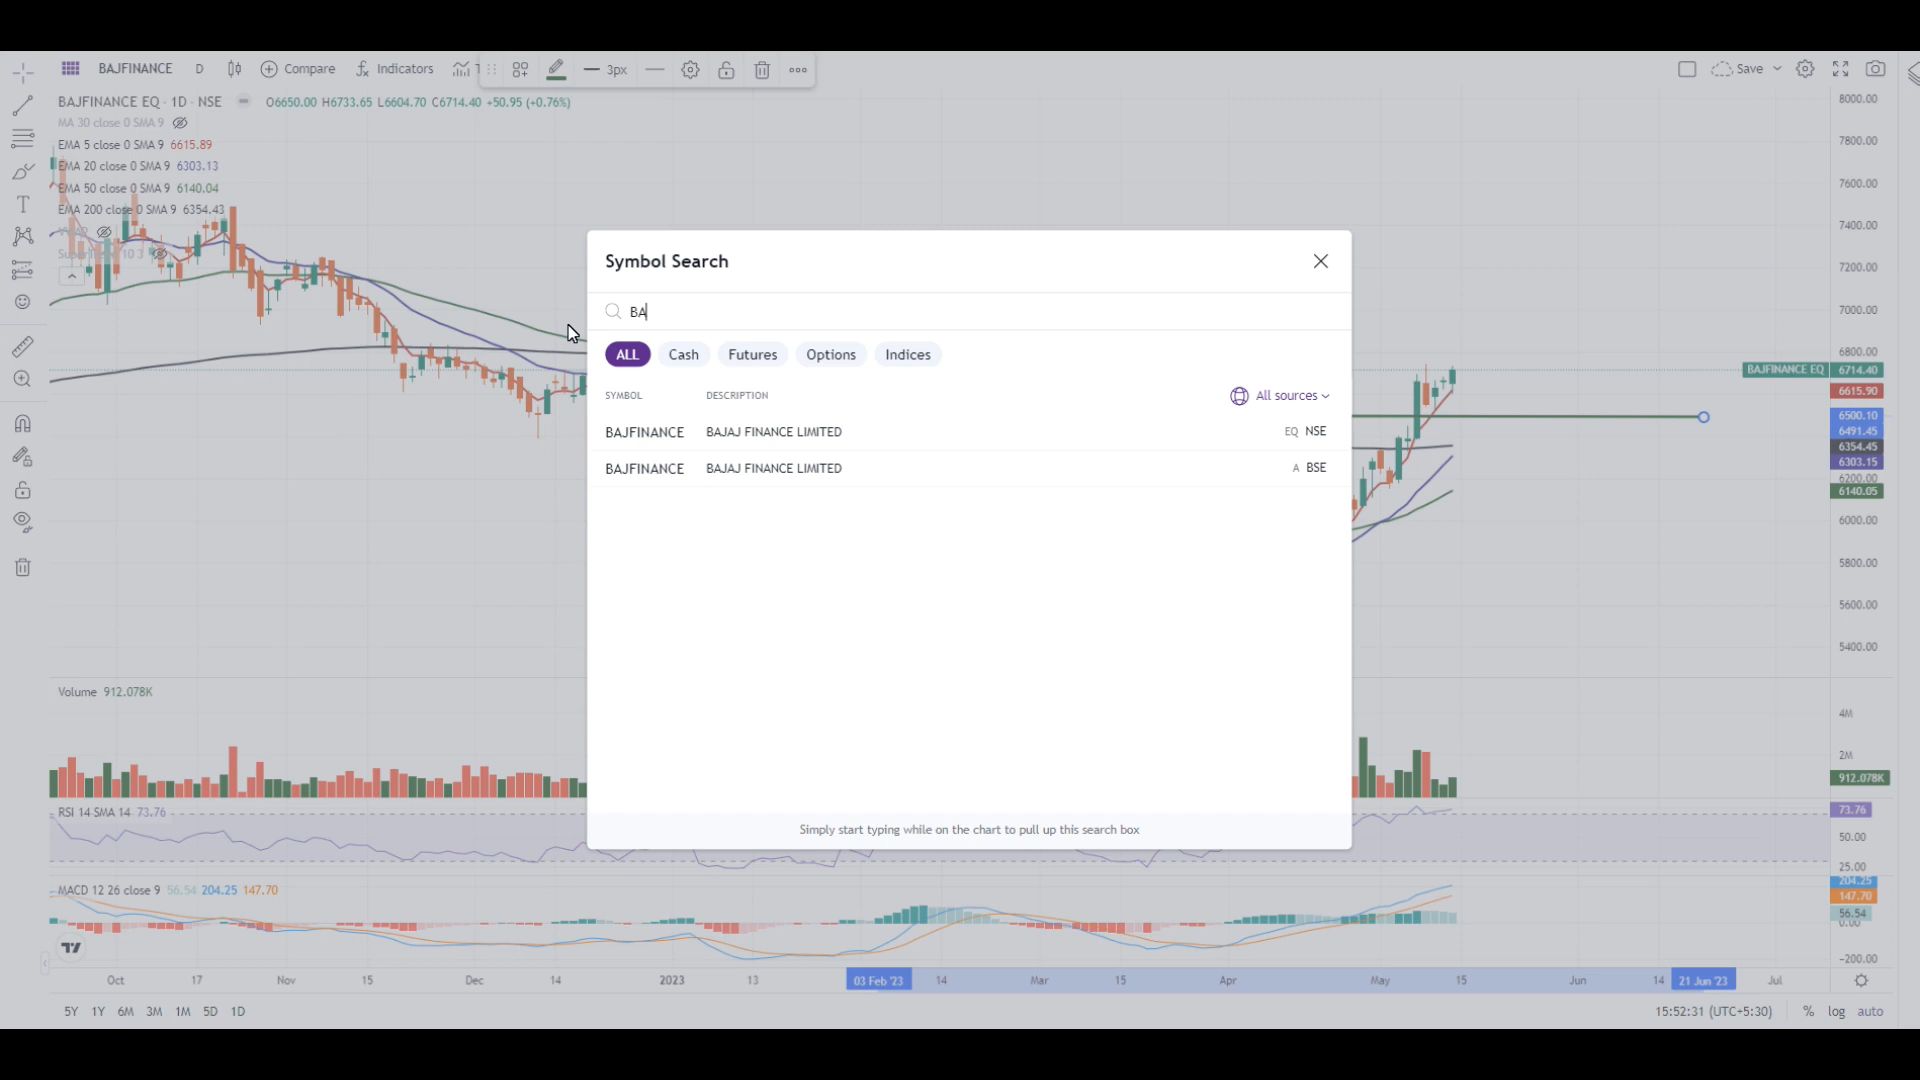 BAJFINANCE D Compare Indicators 3px Save
BAJFINANCE EQ · 1D · NSE O6650.00 H6733.65 L6604.70 C6714.40 +50.95 (+0.76%)
MA 30 close 0 SMA 9
EMA 5 close 0 SMA 9 6615.89
EMA 20 close 0 SMA 9 6303.13
EMA 50 close 0 SMA 9 6140.04
EMA 200 close 0 SMA 9 6354.43
VWAP
8000.00
7800.00
7600.00
7400.00
7200.00
7000.00
6800.00
BAJFINANCE EQ 6714.40
6615.90
6500.10
6491.45
6354.45
6303.15
6200.00
6140.05
6000.00
5800.00
5600.00
5400.00
Symbol Search
BA
ALL Cash Futures Options Indices
SYMBOL DESCRIPTION All sources
BAJFINANCE BAJAJ FINANCE LIMITED EQ NSE
BAJFINANCE BAJAJ FINANCE LIMITED A BSE
Simply start typing while on the chart to pull up this search box
Volume 912.078K
4M
2M
912.078K
RSI 14 SMA 14 73.76
73.76
50.00
25.00
MACD 12 26 close 9 56.54 204.25 147.70
204.25
147.70
56.54
0.00
−200.00
Oct 17 Nov 15 Dec 14 2023 13 03 Feb '23 14 Mar 15 Apr May 15 Jun 14 21 Jun '23 Jul
5Y 1Y 6M 3M 1M 5D 1D 15:52:31 (UTC+5:30) % log auto